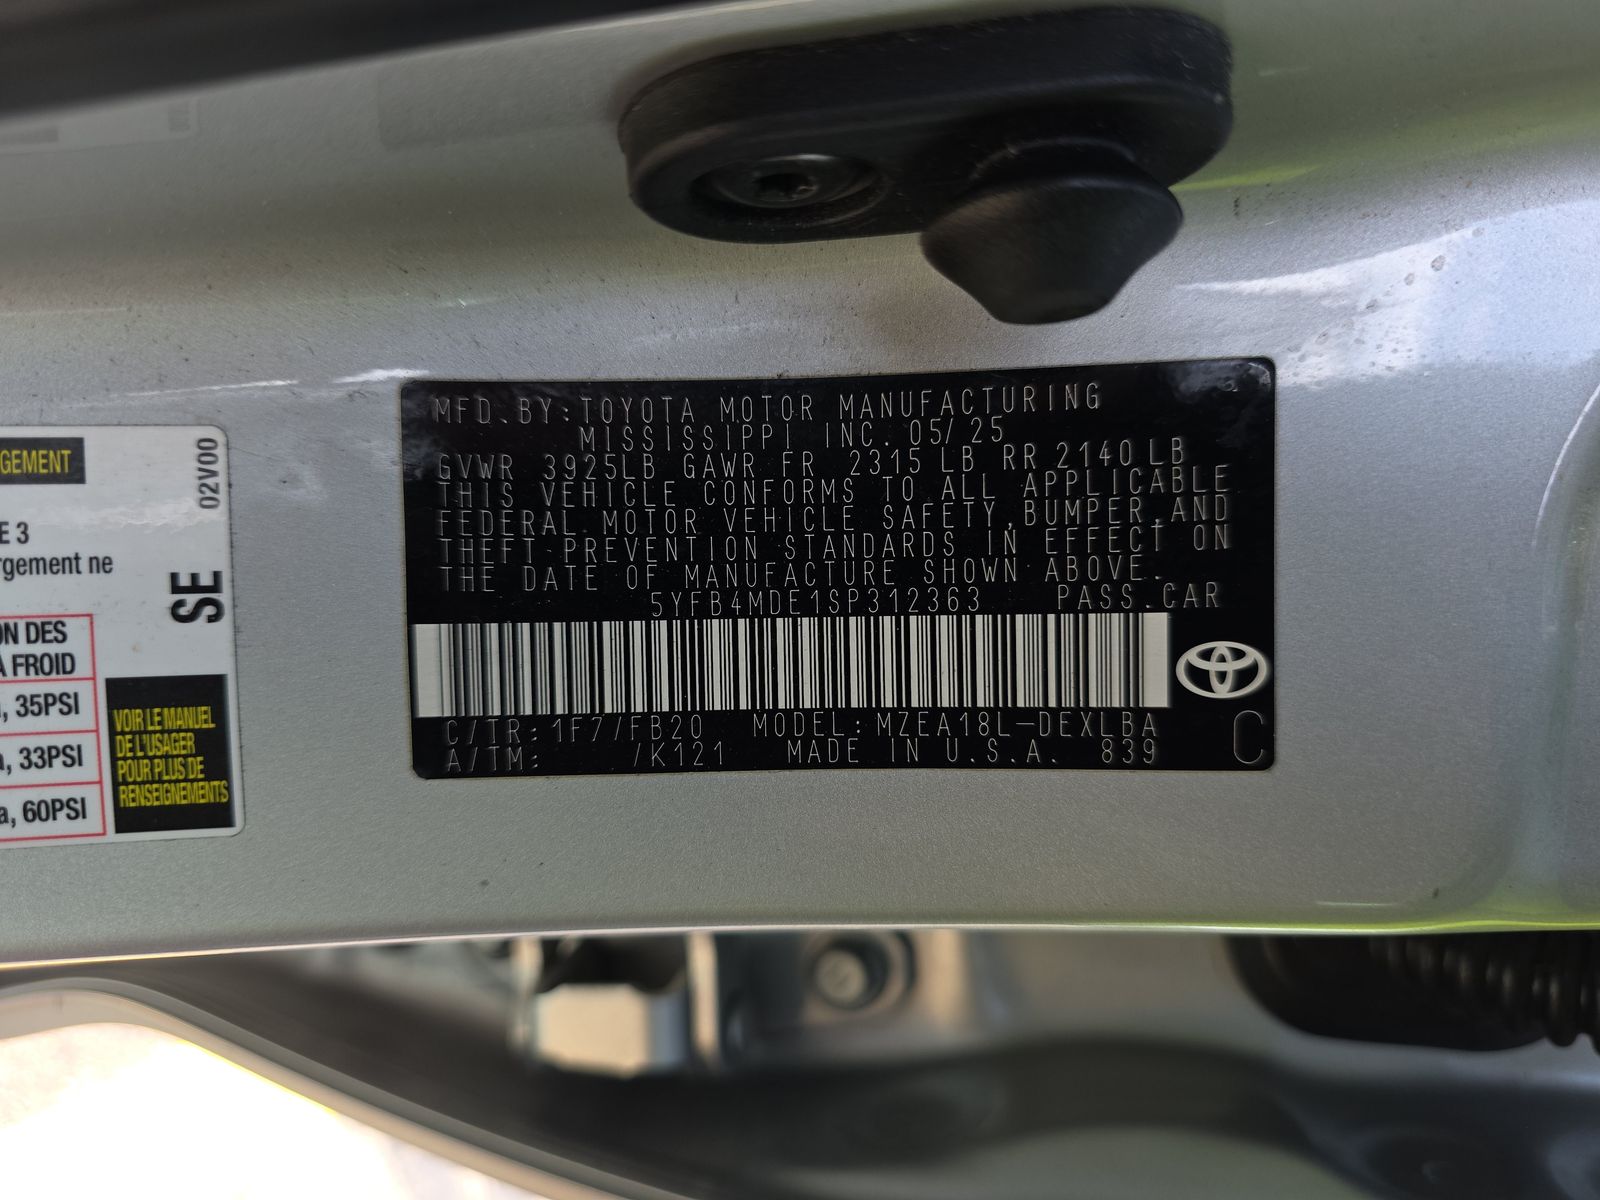 MFD.BY:TOYOTA MOTOR MANUFACTURING
MISSISSIPPI INC. 05/25
GVWR 3925LB GAWR FR 2315LB RR 2140LB
THIS VEHICLE CONFORMS TO ALL APPLICABLE
FEDERAL MOTOR VEHICLE SAFETY,BUMPER,AND
THEFT PREVENTION STANDARDS IN EFFECT ON
THE DATE OF MANUFACTURE SHOWN ABOVE.
5YFB4MDE1SP312363 PASS.CAR
C/TR:1F7/FB20 MODEL:MZEA18L-DEXLBA
A/TM: /K121 MADE IN U.S.A. 839
C
GEMENT
02V00
E 3
rgement ne
SE
ON DES
À FROID
, 35PSI
a, 33PSI
a, 60PSI
VOIR LE MANUEL
DE L'USAGER
POUR PLUS DE
RENSEIGNEMENTS